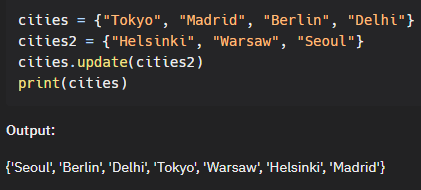 cities = {"Tokyo", "Madrid", "Berlin", "Delhi"}
cities2 = {"Helsinki", "Warsaw", "Seoul"}
cities.update(cities2)
print(cities)
Output:
{'Seoul', 'Berlin', 'Delhi', 'Tokyo', 'Warsaw', 'Helsinki', 'Madrid'}